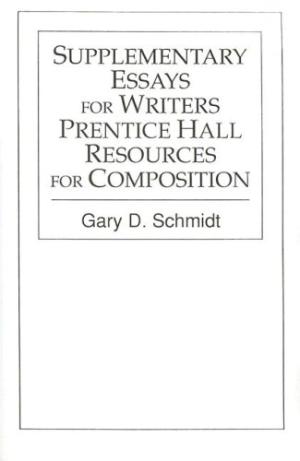 SUPPLEMENTARY
ESSAYS
FOR WRITERS
PRENTICE HALL
RESOURCES
FOR COMPOSITION
Gary D. Schmidt